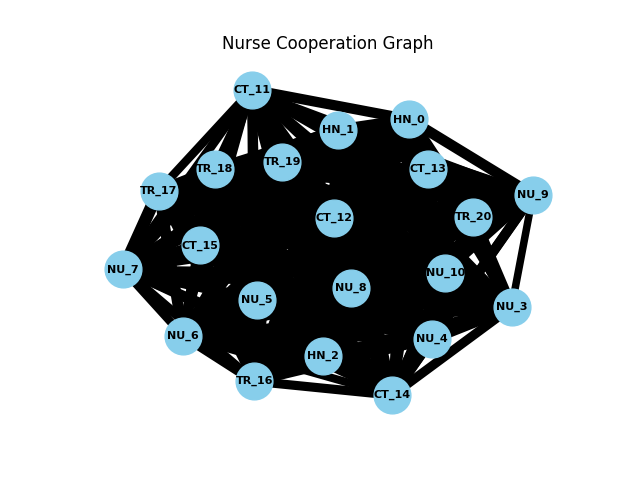 Nurse Cooperation Graph
CT_11
HN_0
HN_1
TR_18
TR_19
CT_13
TR_17
NU_9
CT_12
TR_20
CT_15
NU_7
NU_10
NU_8
NU_5
NU_3
NU_6
NU_4
HN_2
TR_16
CT_14